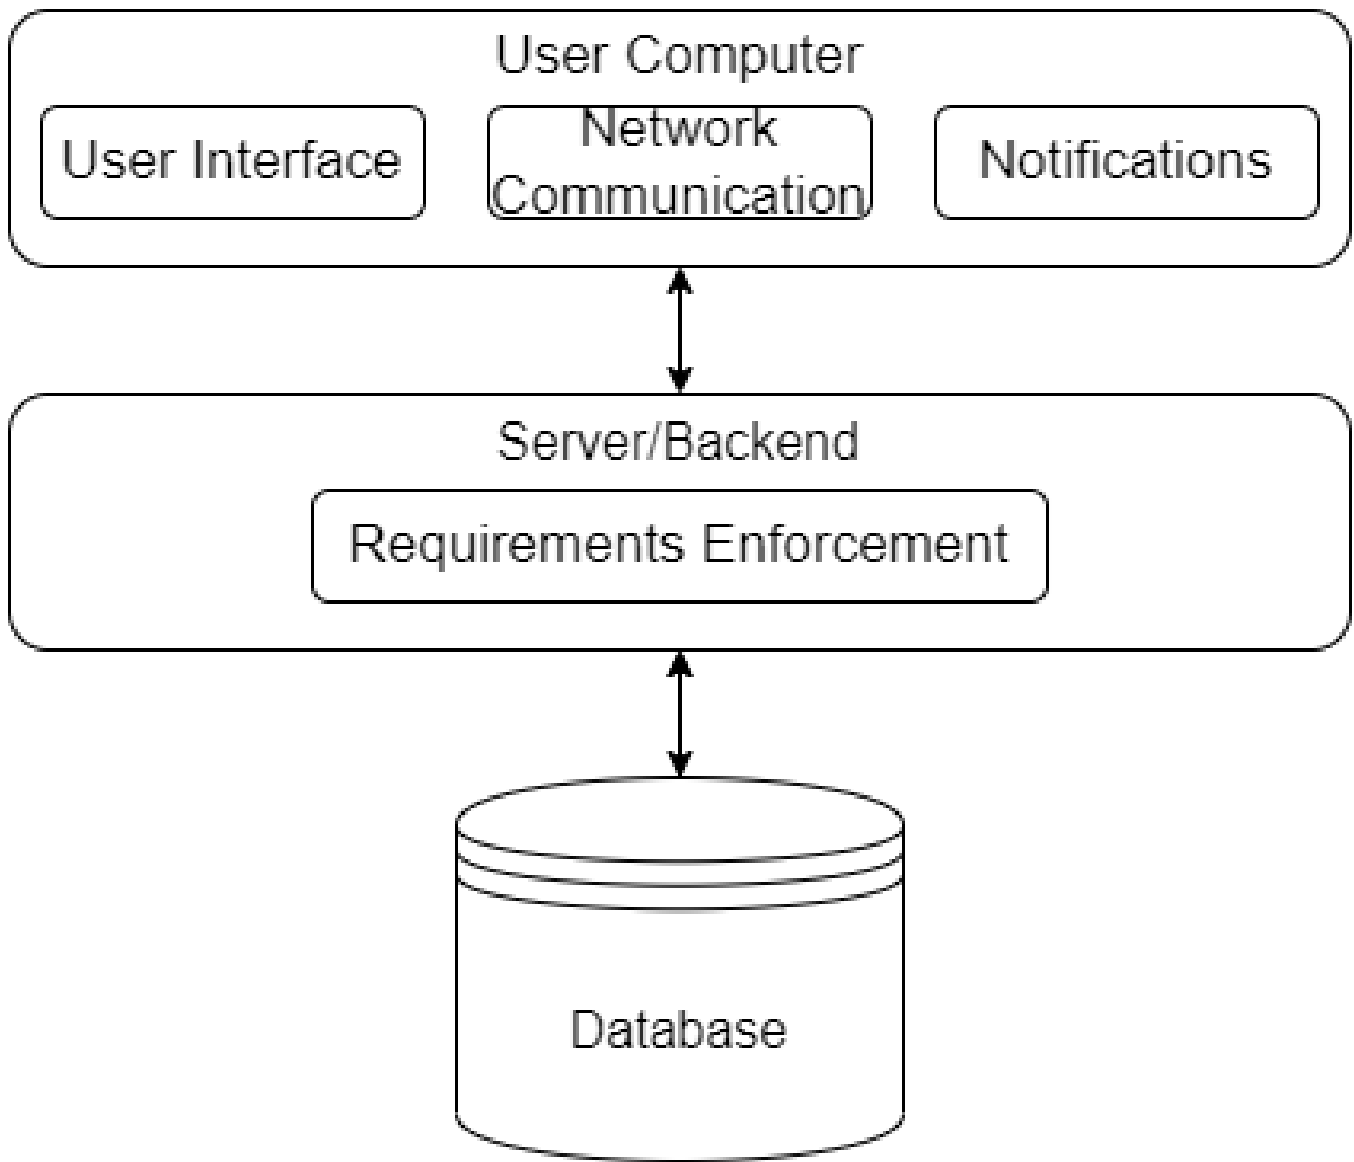 User Computer
User Interface
Network
Communication
Notifications
Server/Backend
Requirements Enforcement
Database